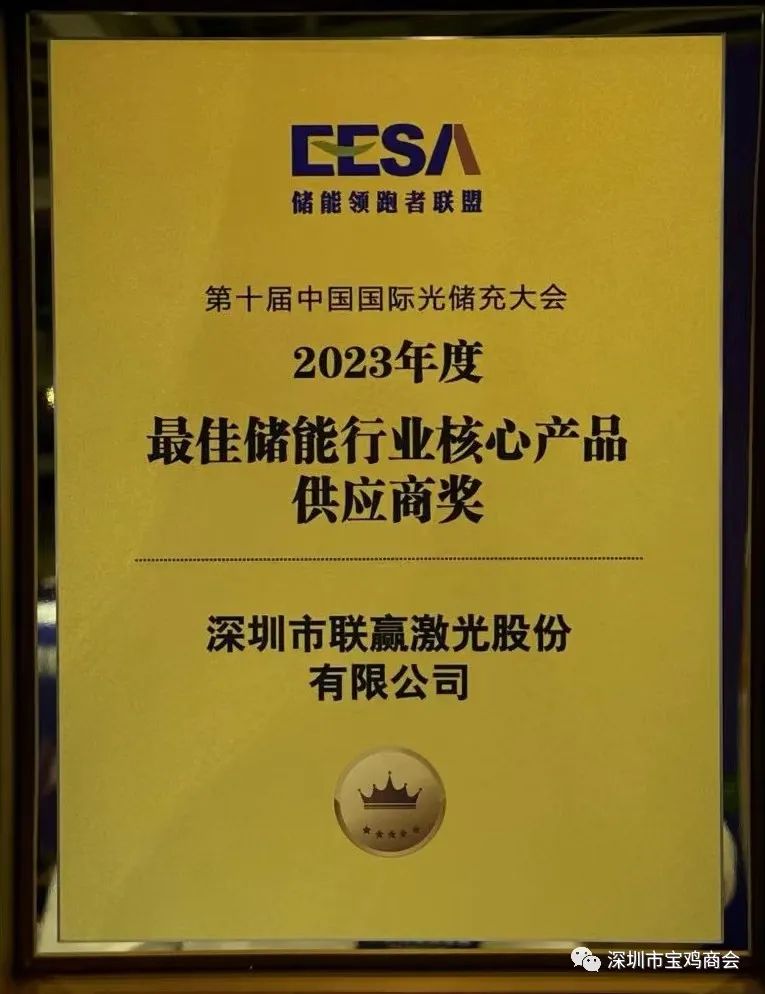 EESA
储能领跑者联盟
第十届中国国际光储充大会
2023年度
最佳储能行业核心产品
供应商奖
深圳市联赢激光股份
有限公司
深圳市宝鸡商会